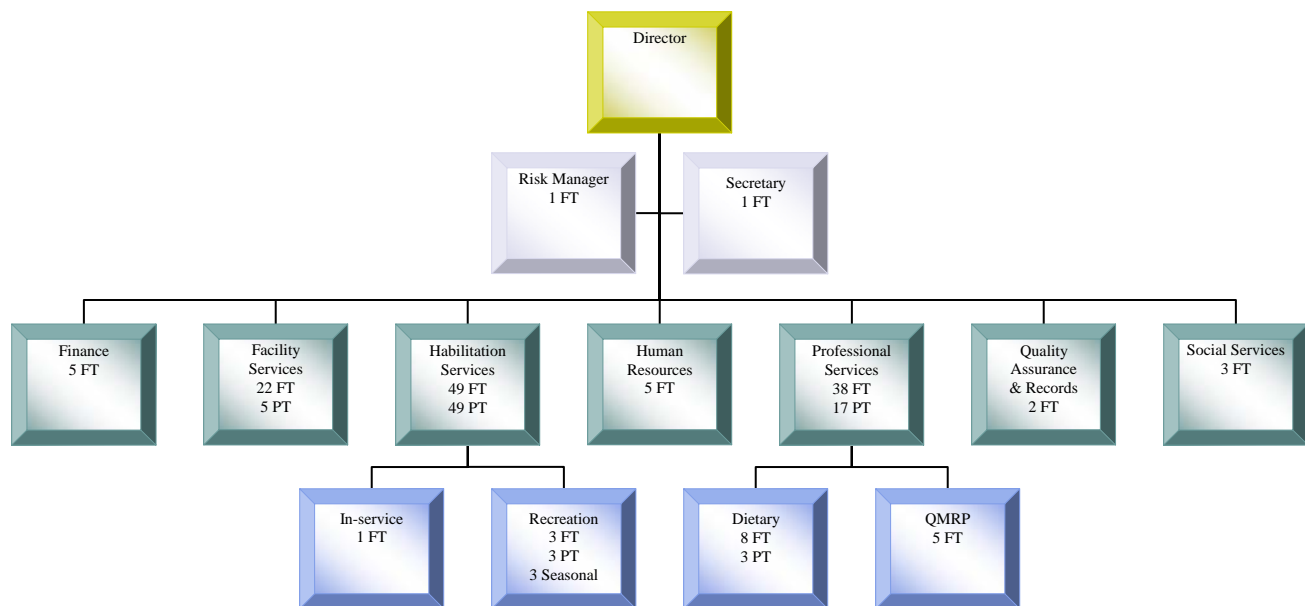 Director
Risk Manager
1 FT
Secretary
1 FT
Finance
5 FT
Facility
Services
22 FT
5 PT
Habilitation
Services
49 FT
49 PT
Human
Resources
5 FT
Professional
Services
38 FT
17 PT
Quality
Assurance
& Records
2 FT
Social Services
3 FT
In-service
1 FT
Recreation
3 FT
3 PT
3 Seasonal
Dietary
8 FT
3 PT
QMRP
5 FT